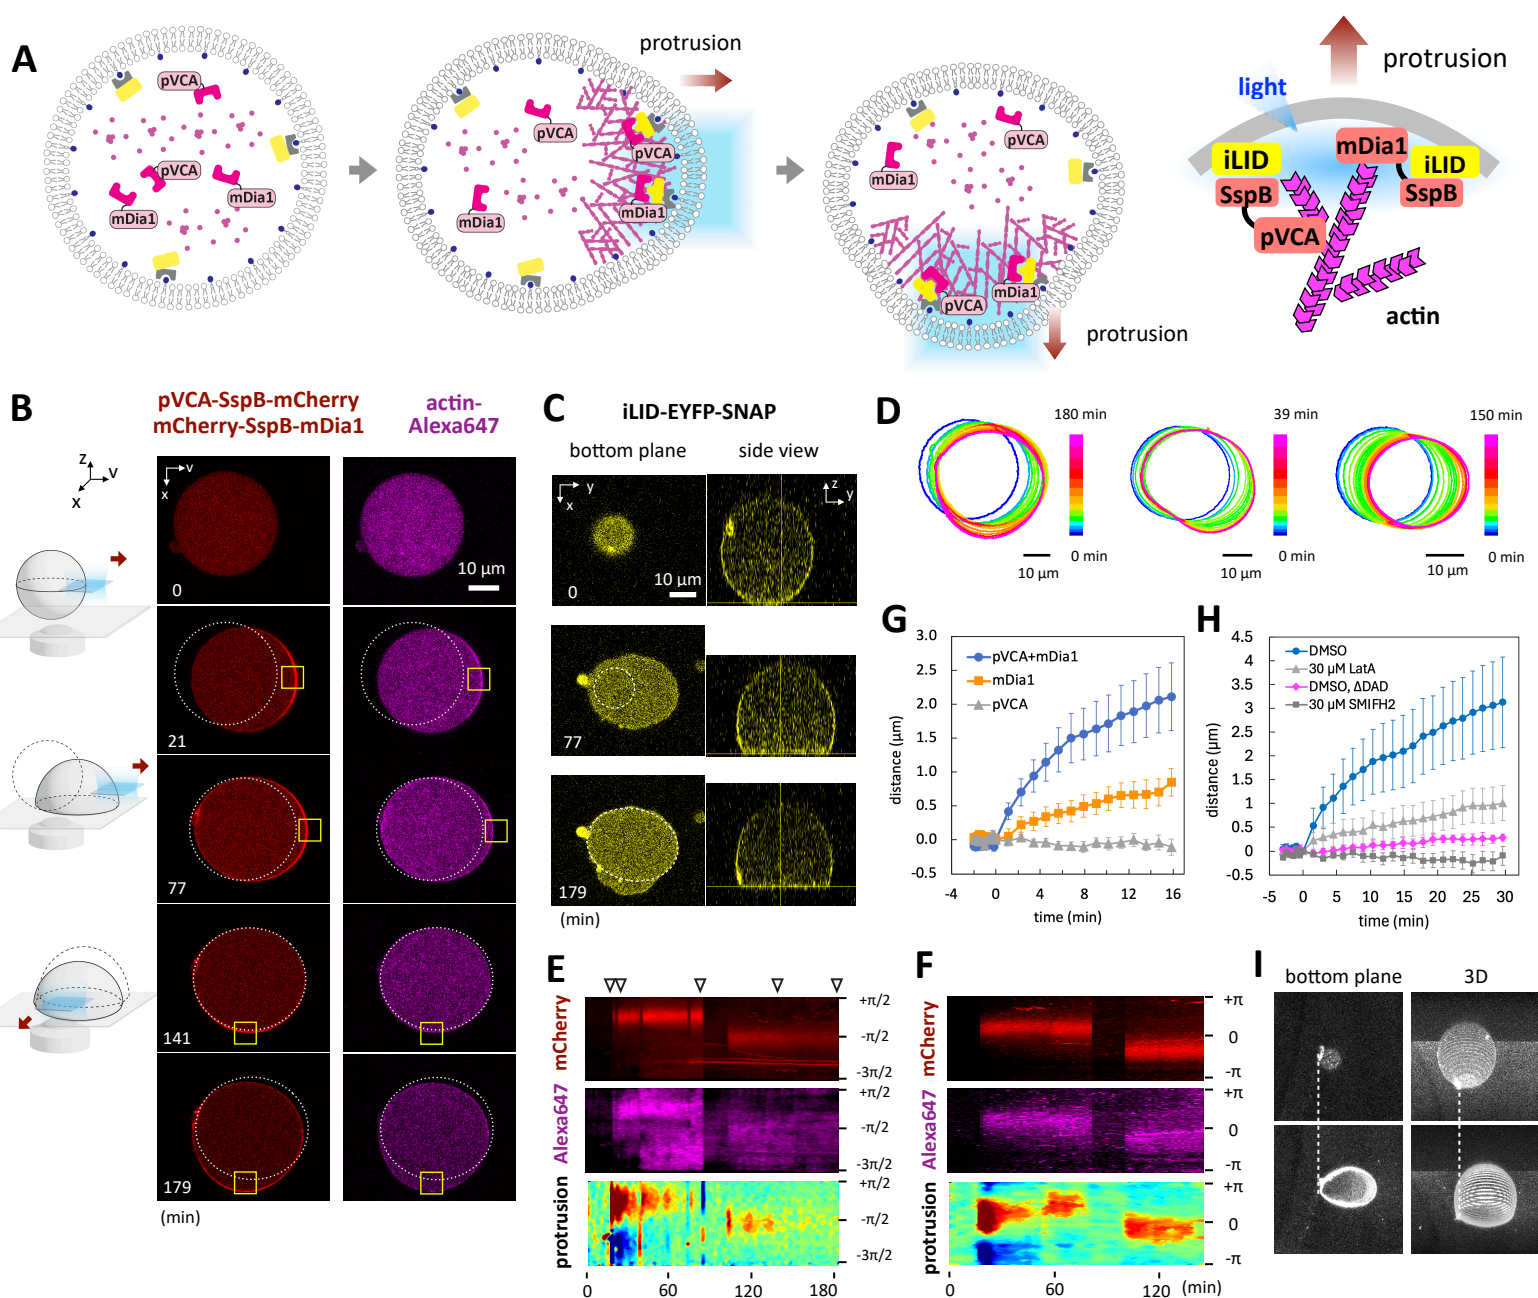 A
pVCA
pVCA
mDia1
mDia1
protrusion
pVCA
mDia1
pVCA
mDia1
pVCA
mDia1
pVCA
mDia1
protrusion
light
protrusion
iLID
SspB
pVCA
mDia1
iLID
SspB
actin
B
pVCA-SspB-mCherry
mCherry-SspB-mDia1
actin-
Alexa647
z
y
x
y
x
0
10 µm
21
77
141
179
(min)
C
iLID-EYFP-SNAP
bottom plane
side view
y
x
z
y
0
10 µm
77
179
(min)
D
180 min
0 min
10 µm
39 min
0 min
10 µm
150 min
0 min
10 µm
G
3.0
2.5
2.0
1.5
1.0
0.5
0.0
-0.5
distance (µm)
pVCA+mDia1
mDia1
pVCA
-4 0 4 8 12 16
time (min)
H
4.5
4
3.5
3
2.5
2
1.5
1
0.5
0
-0.5
distance (µm)
DMSO
30 µM LatA
DMSO, ΔDAD
30 µM SMIFH2
-5 0 5 10 15 20 25 30
time (min)
E
mCherry
+π/2
-π/2
-3π/2
Alexa647
+π/2
-π/2
-3π/2
protrusion
+π/2
-π/2
-3π/2
0 60 120 180
F
mCherry
+π
0
-π
Alexa647
+π
0
-π
protrusion
+π
0
-π
0 60 120 (min)
I
bottom plane
3D